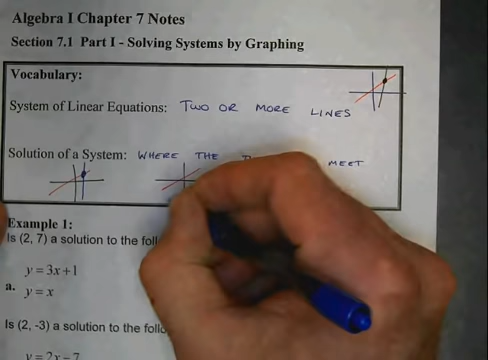 Algebra I Chapter 7 Notes
Section 7.1 Part I - Solving Systems by Graphing
Vocabulary:
System of Linear Equations: TWO OR MORE LINES
Solution of a System: WHERE THE MEET
Example 1:
Is (2, 7) a solution to the
y = 3x + 1
a.
y = x
Is (2, -3) a solution to the
y = 2x - 7